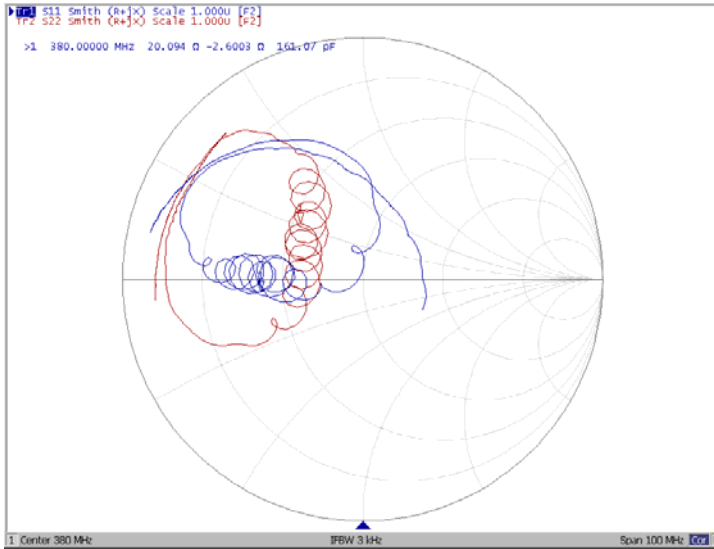 Tr1 S11 Smith (R+jX) Scale 1.000U [F2]
Tr2 S22 Smith (R+jX) Scale 1.000U [F2]
>1 380.00000 MHz 20.094 Ω -2.6003 Ω 161.07 pF
1 Center 380 MHz IFBW 3 kHz Span 100 MHz Cor